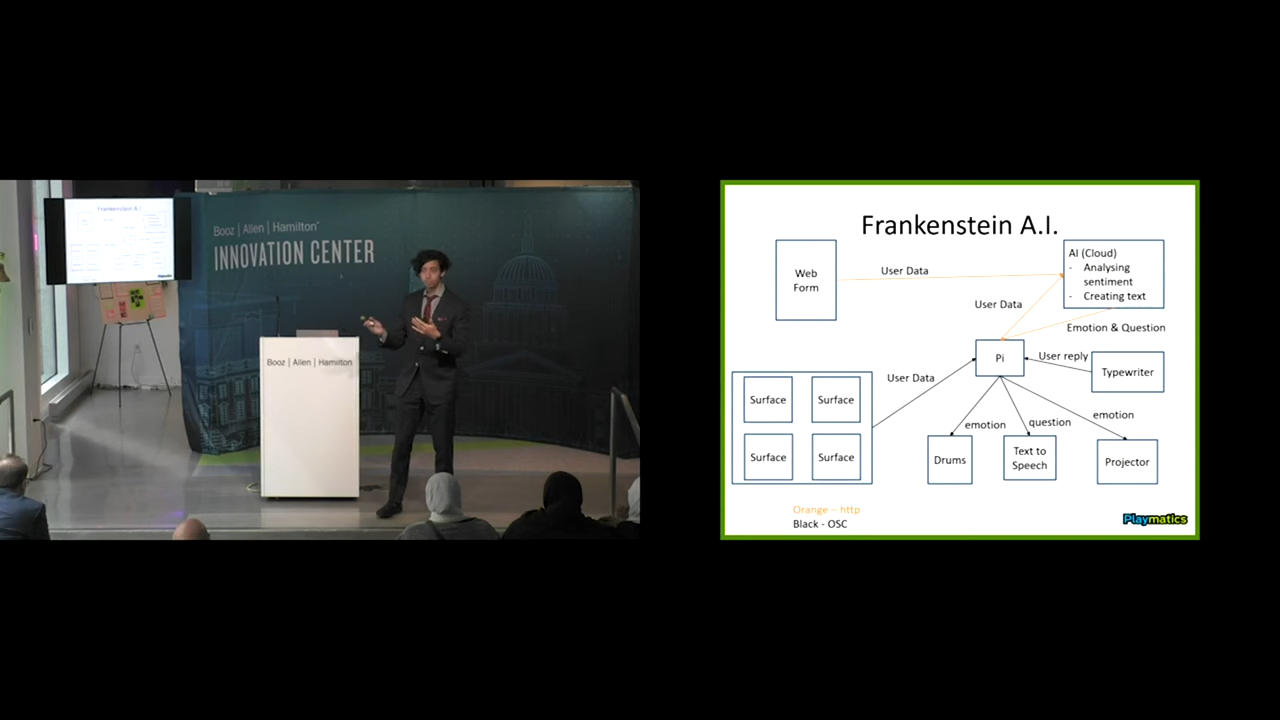 Frankenstein A.I.
Booz | Allen | Hamilton
INNOVATION CENTER
Booz | Allen | Hamilton
Frankenstein A.I.
Web
Form
User Data
AI (Cloud)
- Analysing
sentiment
- Creating text
User Data
Emotion & Question
Pi
User reply
Typewriter
User Data
Surface
Surface
Surface
Surface
emotion
question
emotion
Drums
Text to
Speech
Projector
Orange – http
Black - OSC
Playmatics